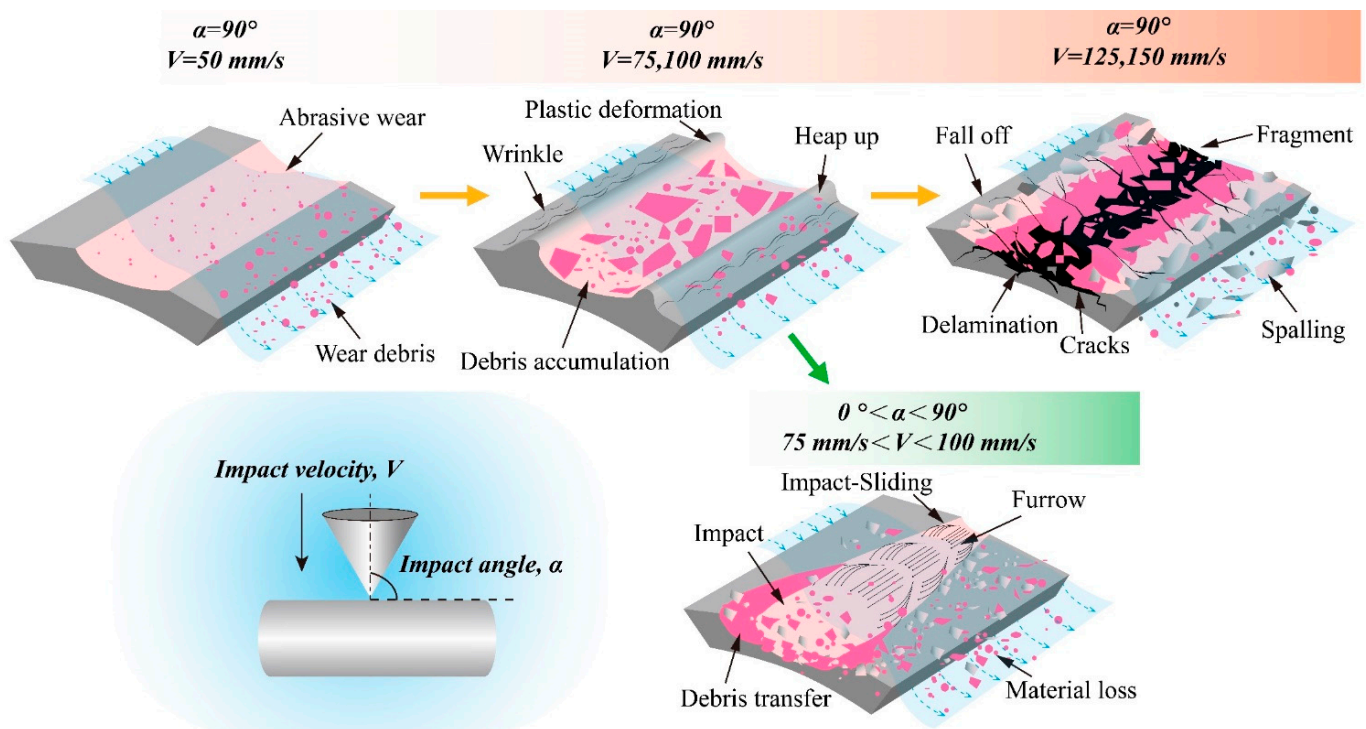 α=90°
V=50 mm/s
α=90°
V=75,100 mm/s
α=90°
V=125,150 mm/s
Abrasive wear
Wear debris
Plastic deformation
Wrinkle
Heap up
Debris accumulation
Fall off
Fragment
Delamination
Cracks
Spalling
0 °＜α＜90°
75 mm/s＜V＜100 mm/s
Impact velocity, V
Impact angle, α
Impact-Sliding
Furrow
Impact
Debris transfer
Material loss